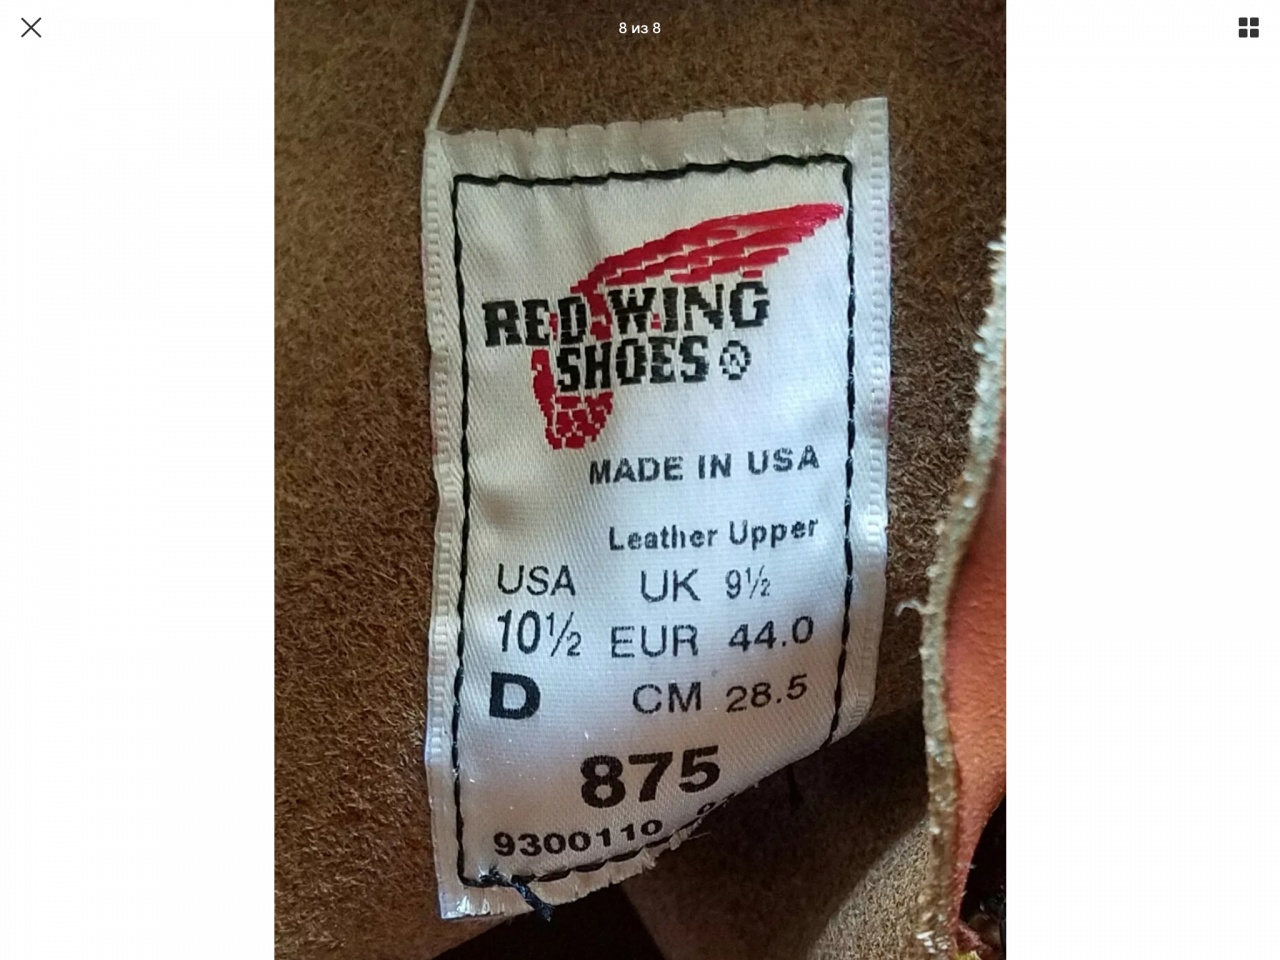 8 из 8
RED WING
SHOES ®
MADE IN USA
Leather Upper
USA UK 9½
10½ EUR 44.0
D CM 28.5
875
9300110